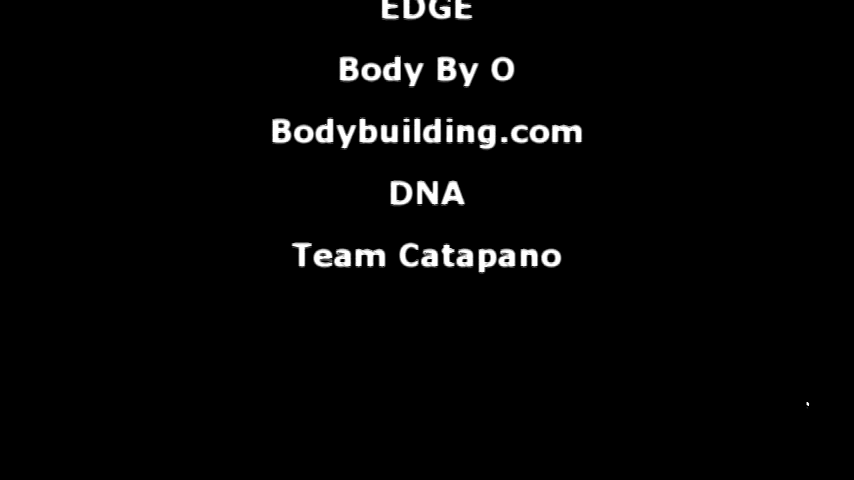 EDGE
Body By O
Bodybuilding.com
DNA
Team Catapano